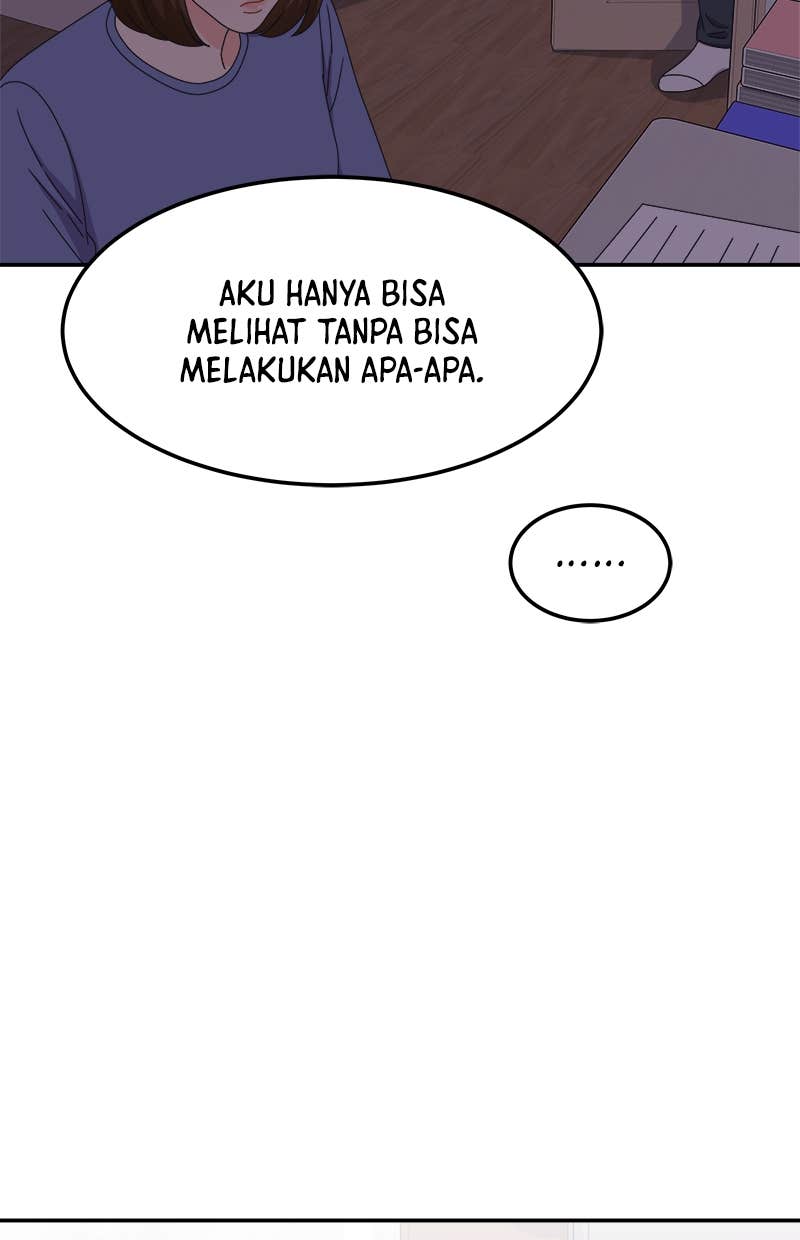 AKU HANYA BISA
MELIHAT TANPA BISA
MELAKUKAN APA-APA.
......